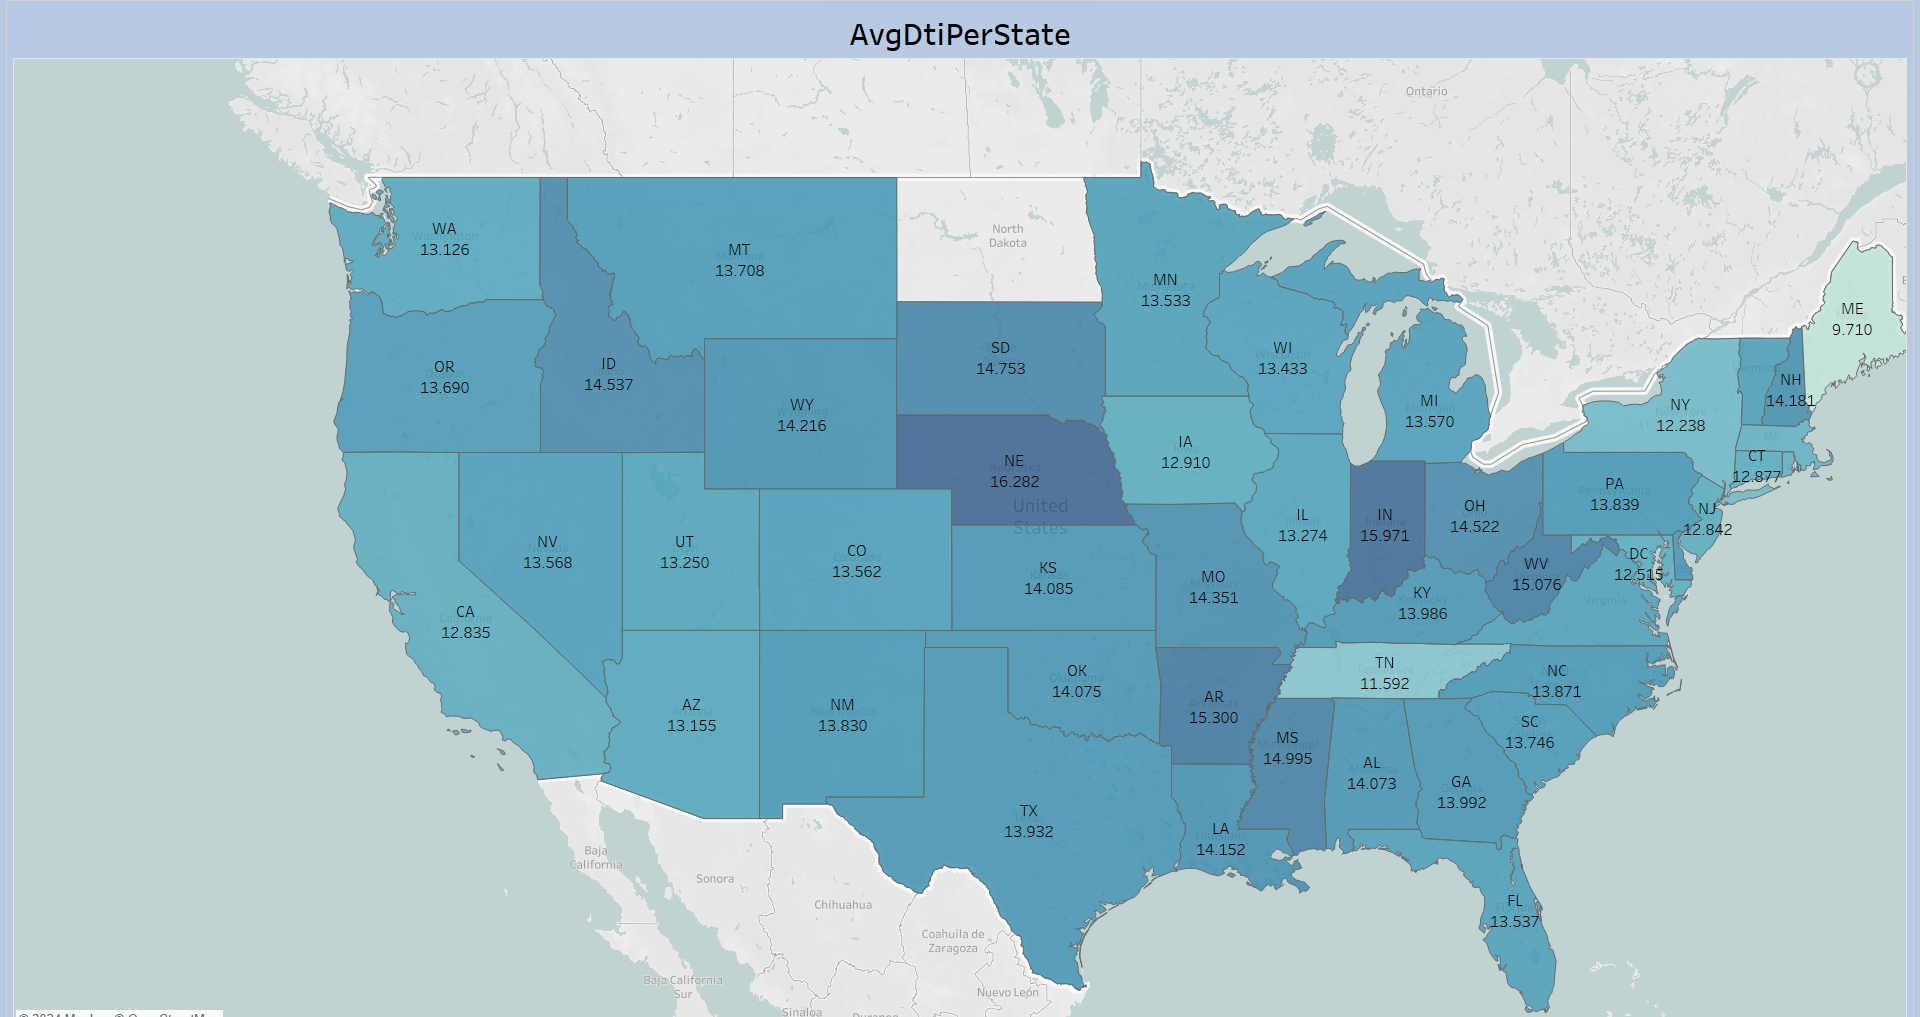 AvgDtiPerState
Ontario
WA
13.126
MT
13.708
North
Dakota
MN
13.533
ME
9.710
OR
13.690
ID
14.537
SD
14.753
WI
13.433
WY
14.216
MI
13.570
NY
12.238
NH
14.181
Vermont
MA
IA
12.910
NE
16.282
United
States
CT
12.877
PA
13.839
NJ
12.842
IL
13.274
IN
15.971
OH
14.522
NV
13.568
UT
13.250
CO
13.562
KS
14.085
MO
14.351
WV
15.076
DC
12.515
KY
13.986
Virginia
CA
12.835
AZ
13.155
NM
13.830
OK
14.075
AR
15.300
TN
11.592
NC
13.871
SC
13.746
MS
14.995
AL
14.073
GA
13.992
TX
13.932
LA
14.152
FL
13.537
Baja
California
Sonora
Chihuahua
Coahuila de
Zaragoza
Baja California
Sur
Nuevo León
Sinaloa
Durango